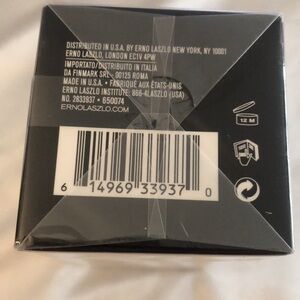 DISTRIBUTED IN U.S.A. BY ERNO LASZLO NEW YORK, NY 10001
ERNO LASZLO, LONDON EC1V 4PW
IMPORTATO/DISTRIBUITO IN ITALIA
DA FINMARK SRL - 00125 ROMA
MADE IN U.S.A. • FABRIQUÉ AUX ÉTATS-UNIS
ERNO LASZLO INSTITUTE: 866-4LASZLO (USA)
NO. 2833937 • 650074
ERNOLASZLO.COM
12 M
6 14969 33937 0